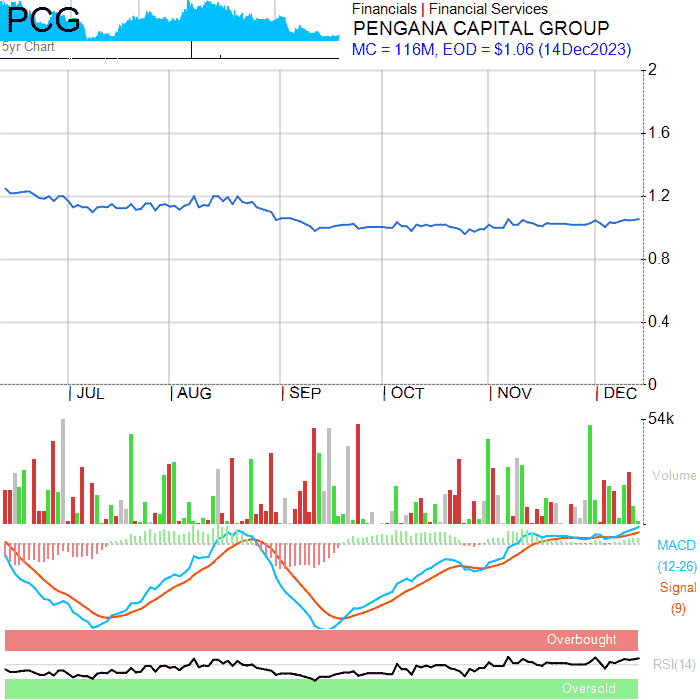 PCG
5yr Chart
Financials | Financial Services
PENGANA CAPITAL GROUP
MC = 116M, EOD = $1.06 (14Dec2023)
2
1.6
1.2
0.8
0.4
0
JUL AUG SEP OCT NOV DEC
54k
Volume
MACD
(12-26)
Signal
(9)
Overbought
RSI(14)
Oversold